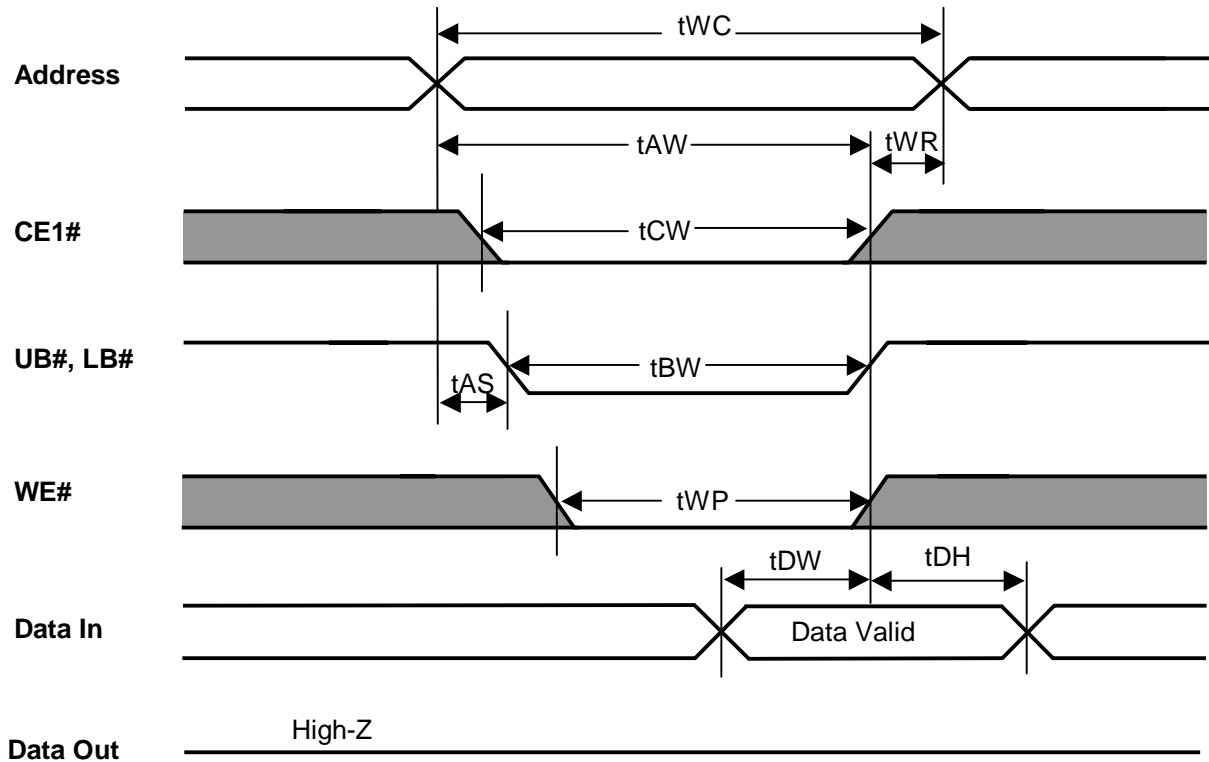 tWC
Address
tAW
tWR
CE1#
tCW
UB#, LB#
tBW
tAS
WE#
tWP
tDW
tDH
Data In
Data Valid
High-Z
Data Out